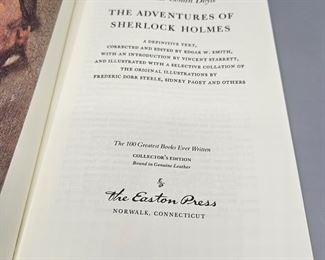 Conan Doyle
THE ADVENTURES OF
SHERLOCK HOLMES
A DEFINITIVE TEXT,
CORRECTED AND EDITED BY EDGAR W. SMITH,
WITH AN INTRODUCTION BY VINCENT STARRETT,
AND ILLUSTRATED WITH A SELECTIVE COLLATION OF
THE ORIGINAL ILLUSTRATIONS BY
FREDERIC DORR STEELE, SIDNEY PAGET AND OTHERS
The 100 Greatest Books Ever Written
COLLECTOR'S EDITION
Bound in Genuine Leather
The Easton Press
NORWALK, CONNECTICUT